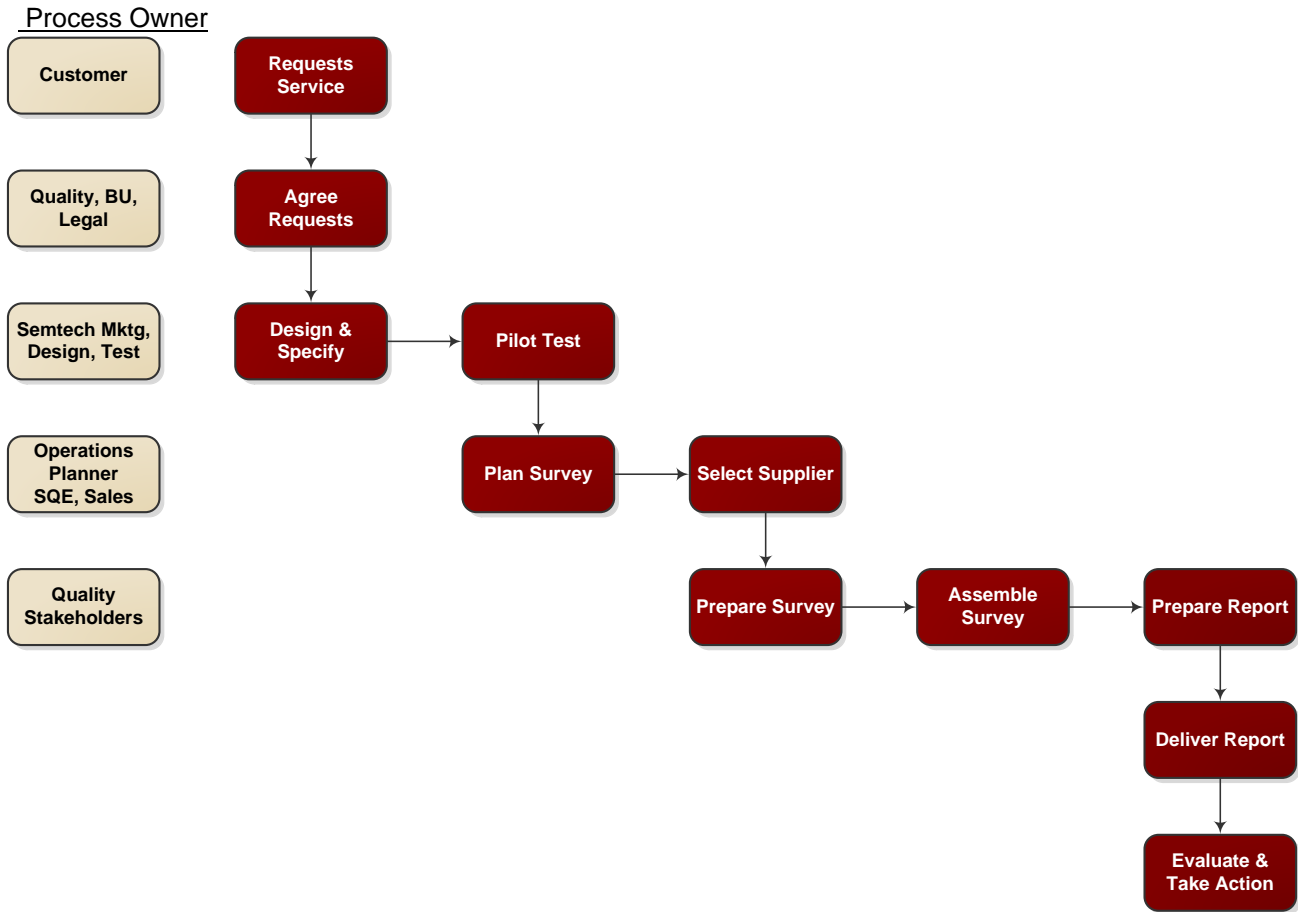 Process Owner
Customer
Requests
Service
Quality, BU,
Legal
Agree
Requests
Semtech Mktg,
Design, Test
Design &
Specify
Pilot Test
Operations
Planner
SQE, Sales
Plan Survey
Select Supplier
Quality
Stakeholders
Prepare Survey
Assemble
Survey
Prepare Report
Deliver Report
Evaluate &
Take Action